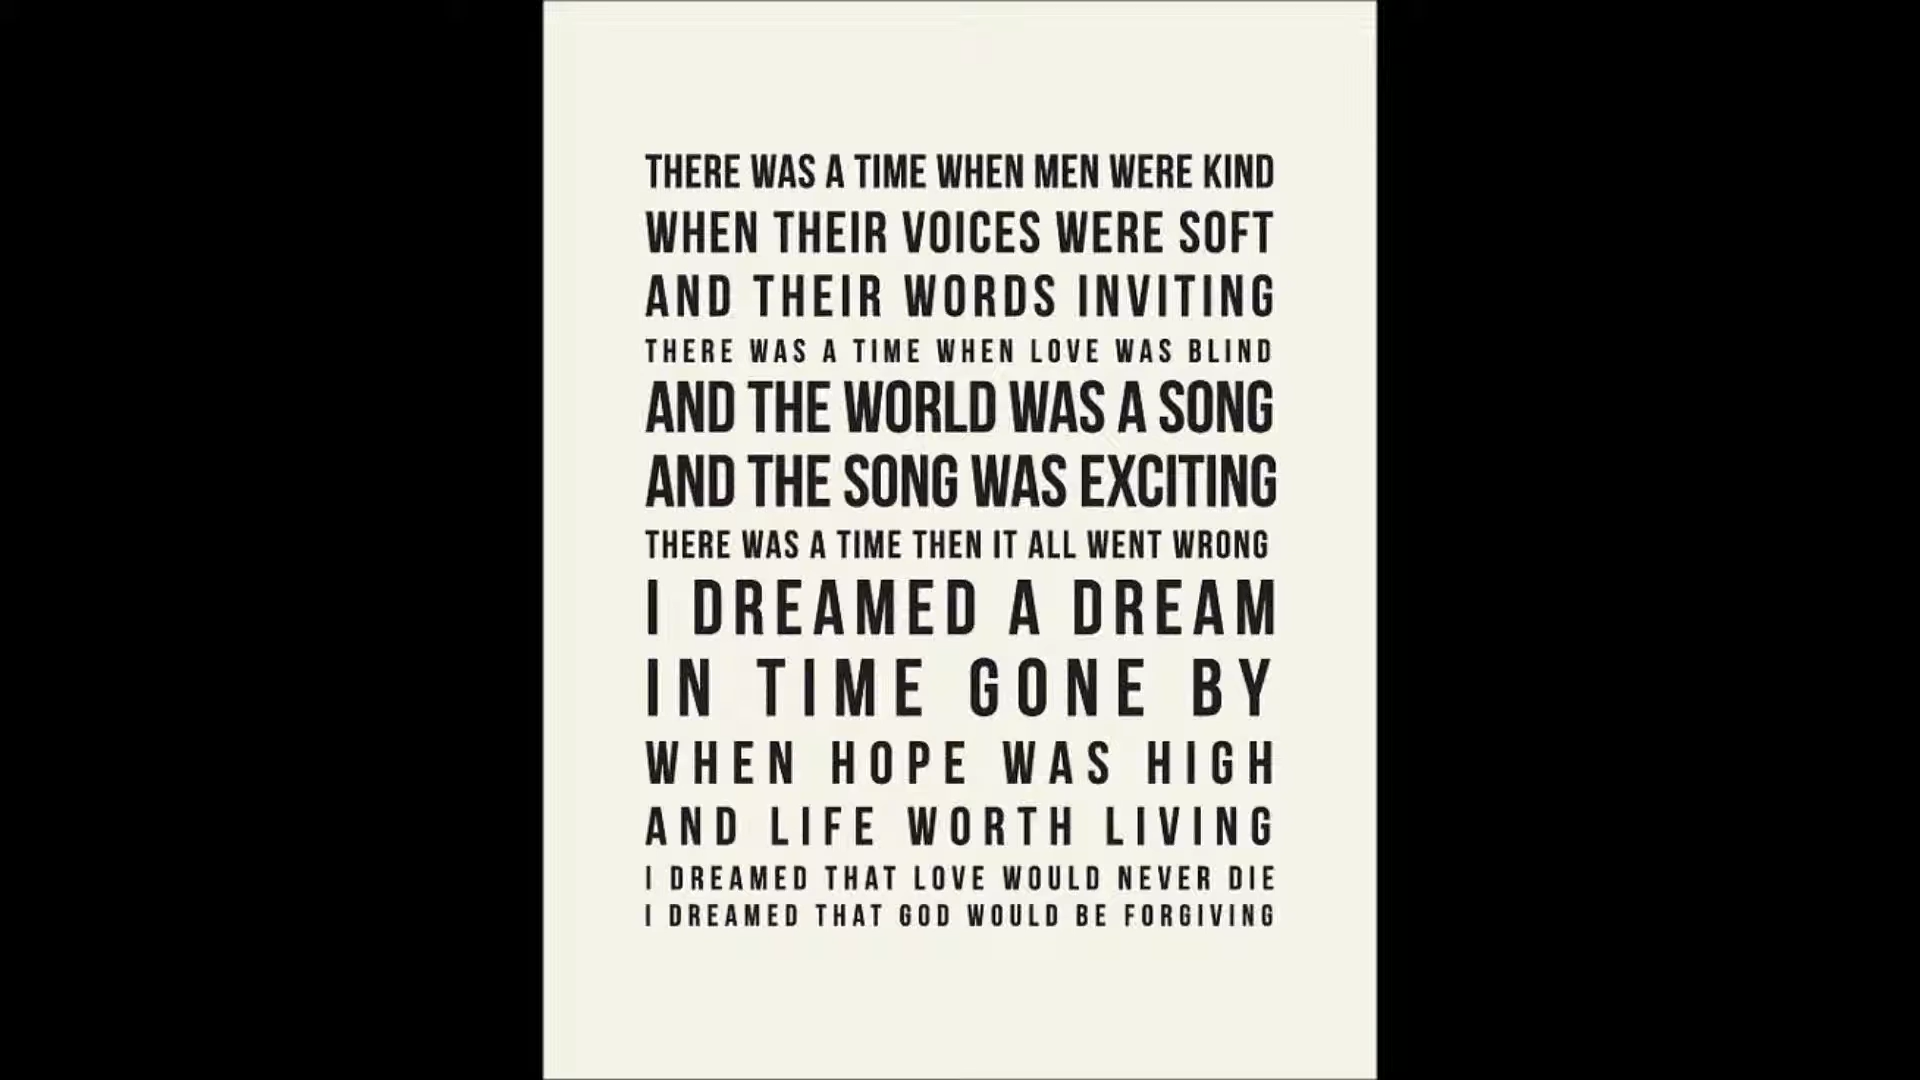 THERE WAS A TIME WHEN MEN WERE KIND
WHEN THEIR VOICES WERE SOFT
AND THEIR WORDS INVITING
THERE WAS A TIME WHEN LOVE WAS BLIND
AND THE WORLD WAS A SONG
AND THE SONG WAS EXCITING
THERE WAS A TIME THEN IT ALL WENT WRONG
I DREAMED A DREAM
IN TIME GONE BY
WHEN HOPE WAS HIGH
AND LIFE WORTH LIVING
I DREAMED THAT LOVE WOULD NEVER DIE
I DREAMED THAT GOD WOULD BE FORGIVING